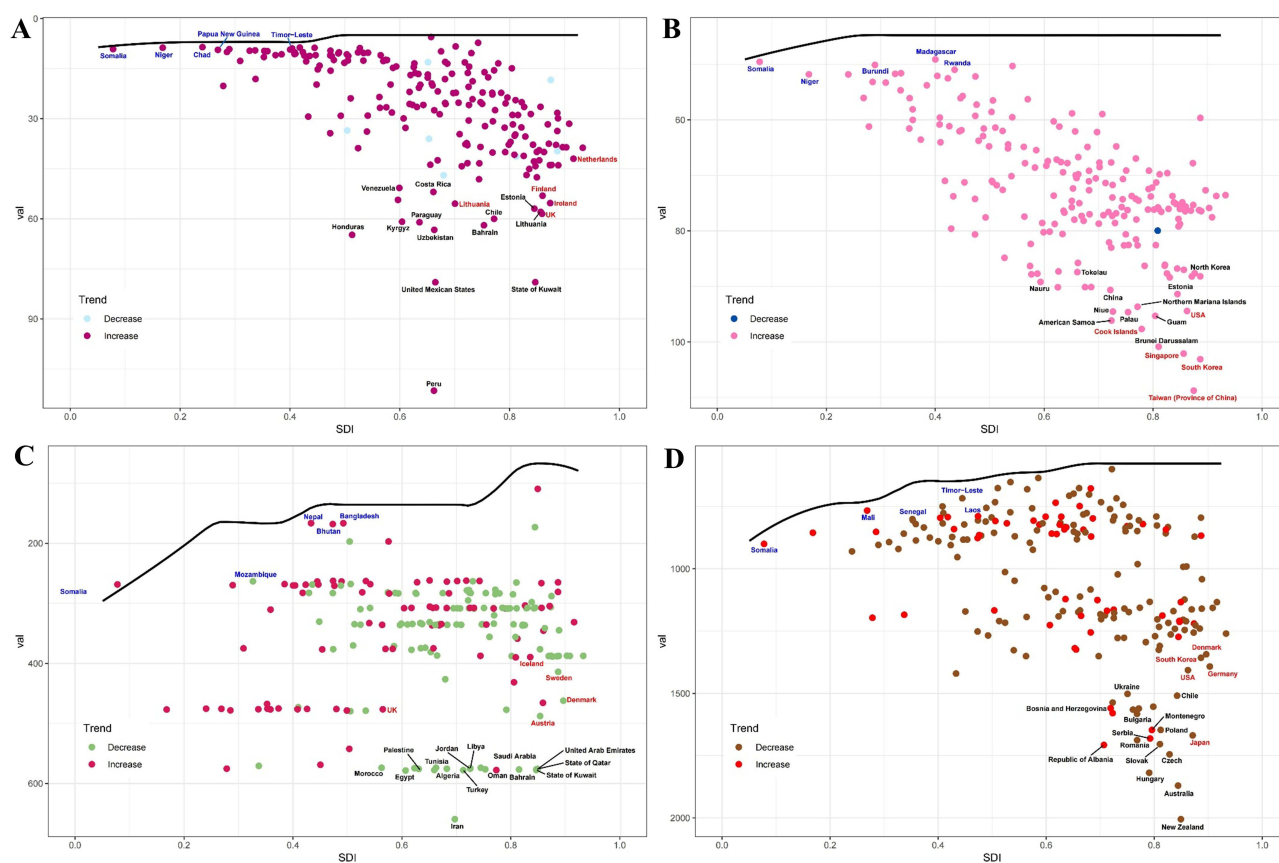 A
0
30
60
90
val
Papua New Guinea
Timor-Leste
Somalia
Niger
Chad
Netherlands
Venezuela
Costa Rica
Finland
Estonia
Ireland
Lithuania
Paraguay
Chile
UK
Honduras
Kyrgyz
Uzbekistan
Bahrain
Lithuania
United Mexican States
State of Kuwait
Peru
Trend
Decrease
Increase
0.0
0.2
0.4
0.6
0.8
1.0
SDI
B
60
80
100
val
Madagascar
Somalia
Burundi
Rwanda
Niger
Tokelau
North Korea
Nauru
Estonia
China
Northern Mariana Islands
Niue
USA
American Samoa
Palau
Guam
Cook Islands
Brunei Darussalam
Singapore
South Korea
Taiwan (Province of China)
Trend
Decrease
Increase
0.0
0.2
0.4
0.6
0.8
1.0
SDI
C
200
400
600
val
Nepal
Bangladesh
Bhutan
Mozambique
Somalia
Iceland
Sweden
Denmark
UK
Austria
Jordan
Libya
United Arab Emirates
Palestine
Saudi Arabia
State of Qatar
Tunisia
Morocco
Egypt
Algeria
Oman
Bahrain
State of Kuwait
Turkey
Iran
Trend
Decrease
Increase
0.0
0.2
0.4
0.6
0.8
1.0
SDI
D
1000
1500
2000
val
Timor-Leste
Mali
Senegal
Laos
Somalia
Denmark
South Korea
USA
Germany
Ukraine
Chile
Bosnia and Herzegovina
Bulgaria
Montenegro
Serbia
Poland
Romania
Japan
Republic of Albania
Slovak
Czech
Hungary
Australia
New Zealand
Trend
Decrease
Increase
0.0
0.2
0.4
0.6
0.8
1.0
SDI